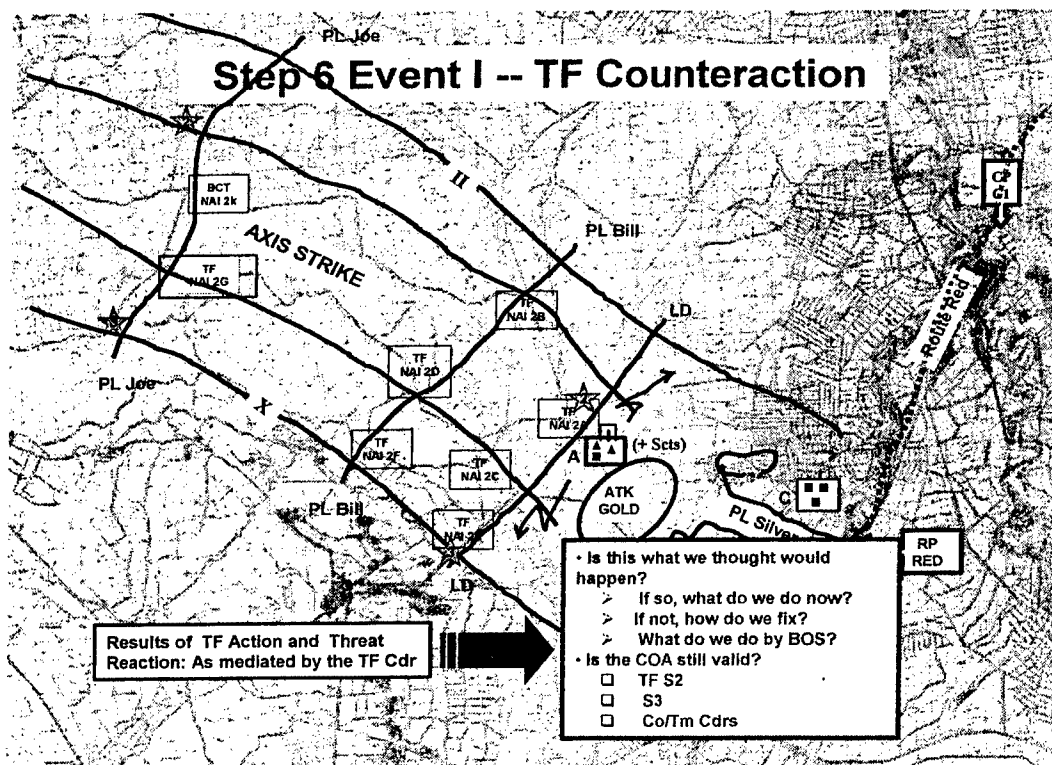 PL Joe
Step 6 Event I -- TF Counteraction
II
CP
G1
BCT
NAI 2k
PL Bill
AXIS STRIKE
TF
NAI 2G
LD
TF
NAI 2B
Route Red
TF
NAI 2D
PL Joe
X
TF
A
(+ Scts)
TF
NAI 2F
TF
NAI 2C
ATK
GOLD
C
PL Bill
TF
PL Silver
RP
RED
LD
• Is this what we thought would
happen?
➢ If so, what do we do now?
➢ If not, how do we fix?
➢ What do we do by BOS?
• Is the COA still valid?
☐ TF S2
☐ S3
☐ Co/Tm Cdrs
Results of TF Action and Threat
Reaction: As mediated by the TF Cdr